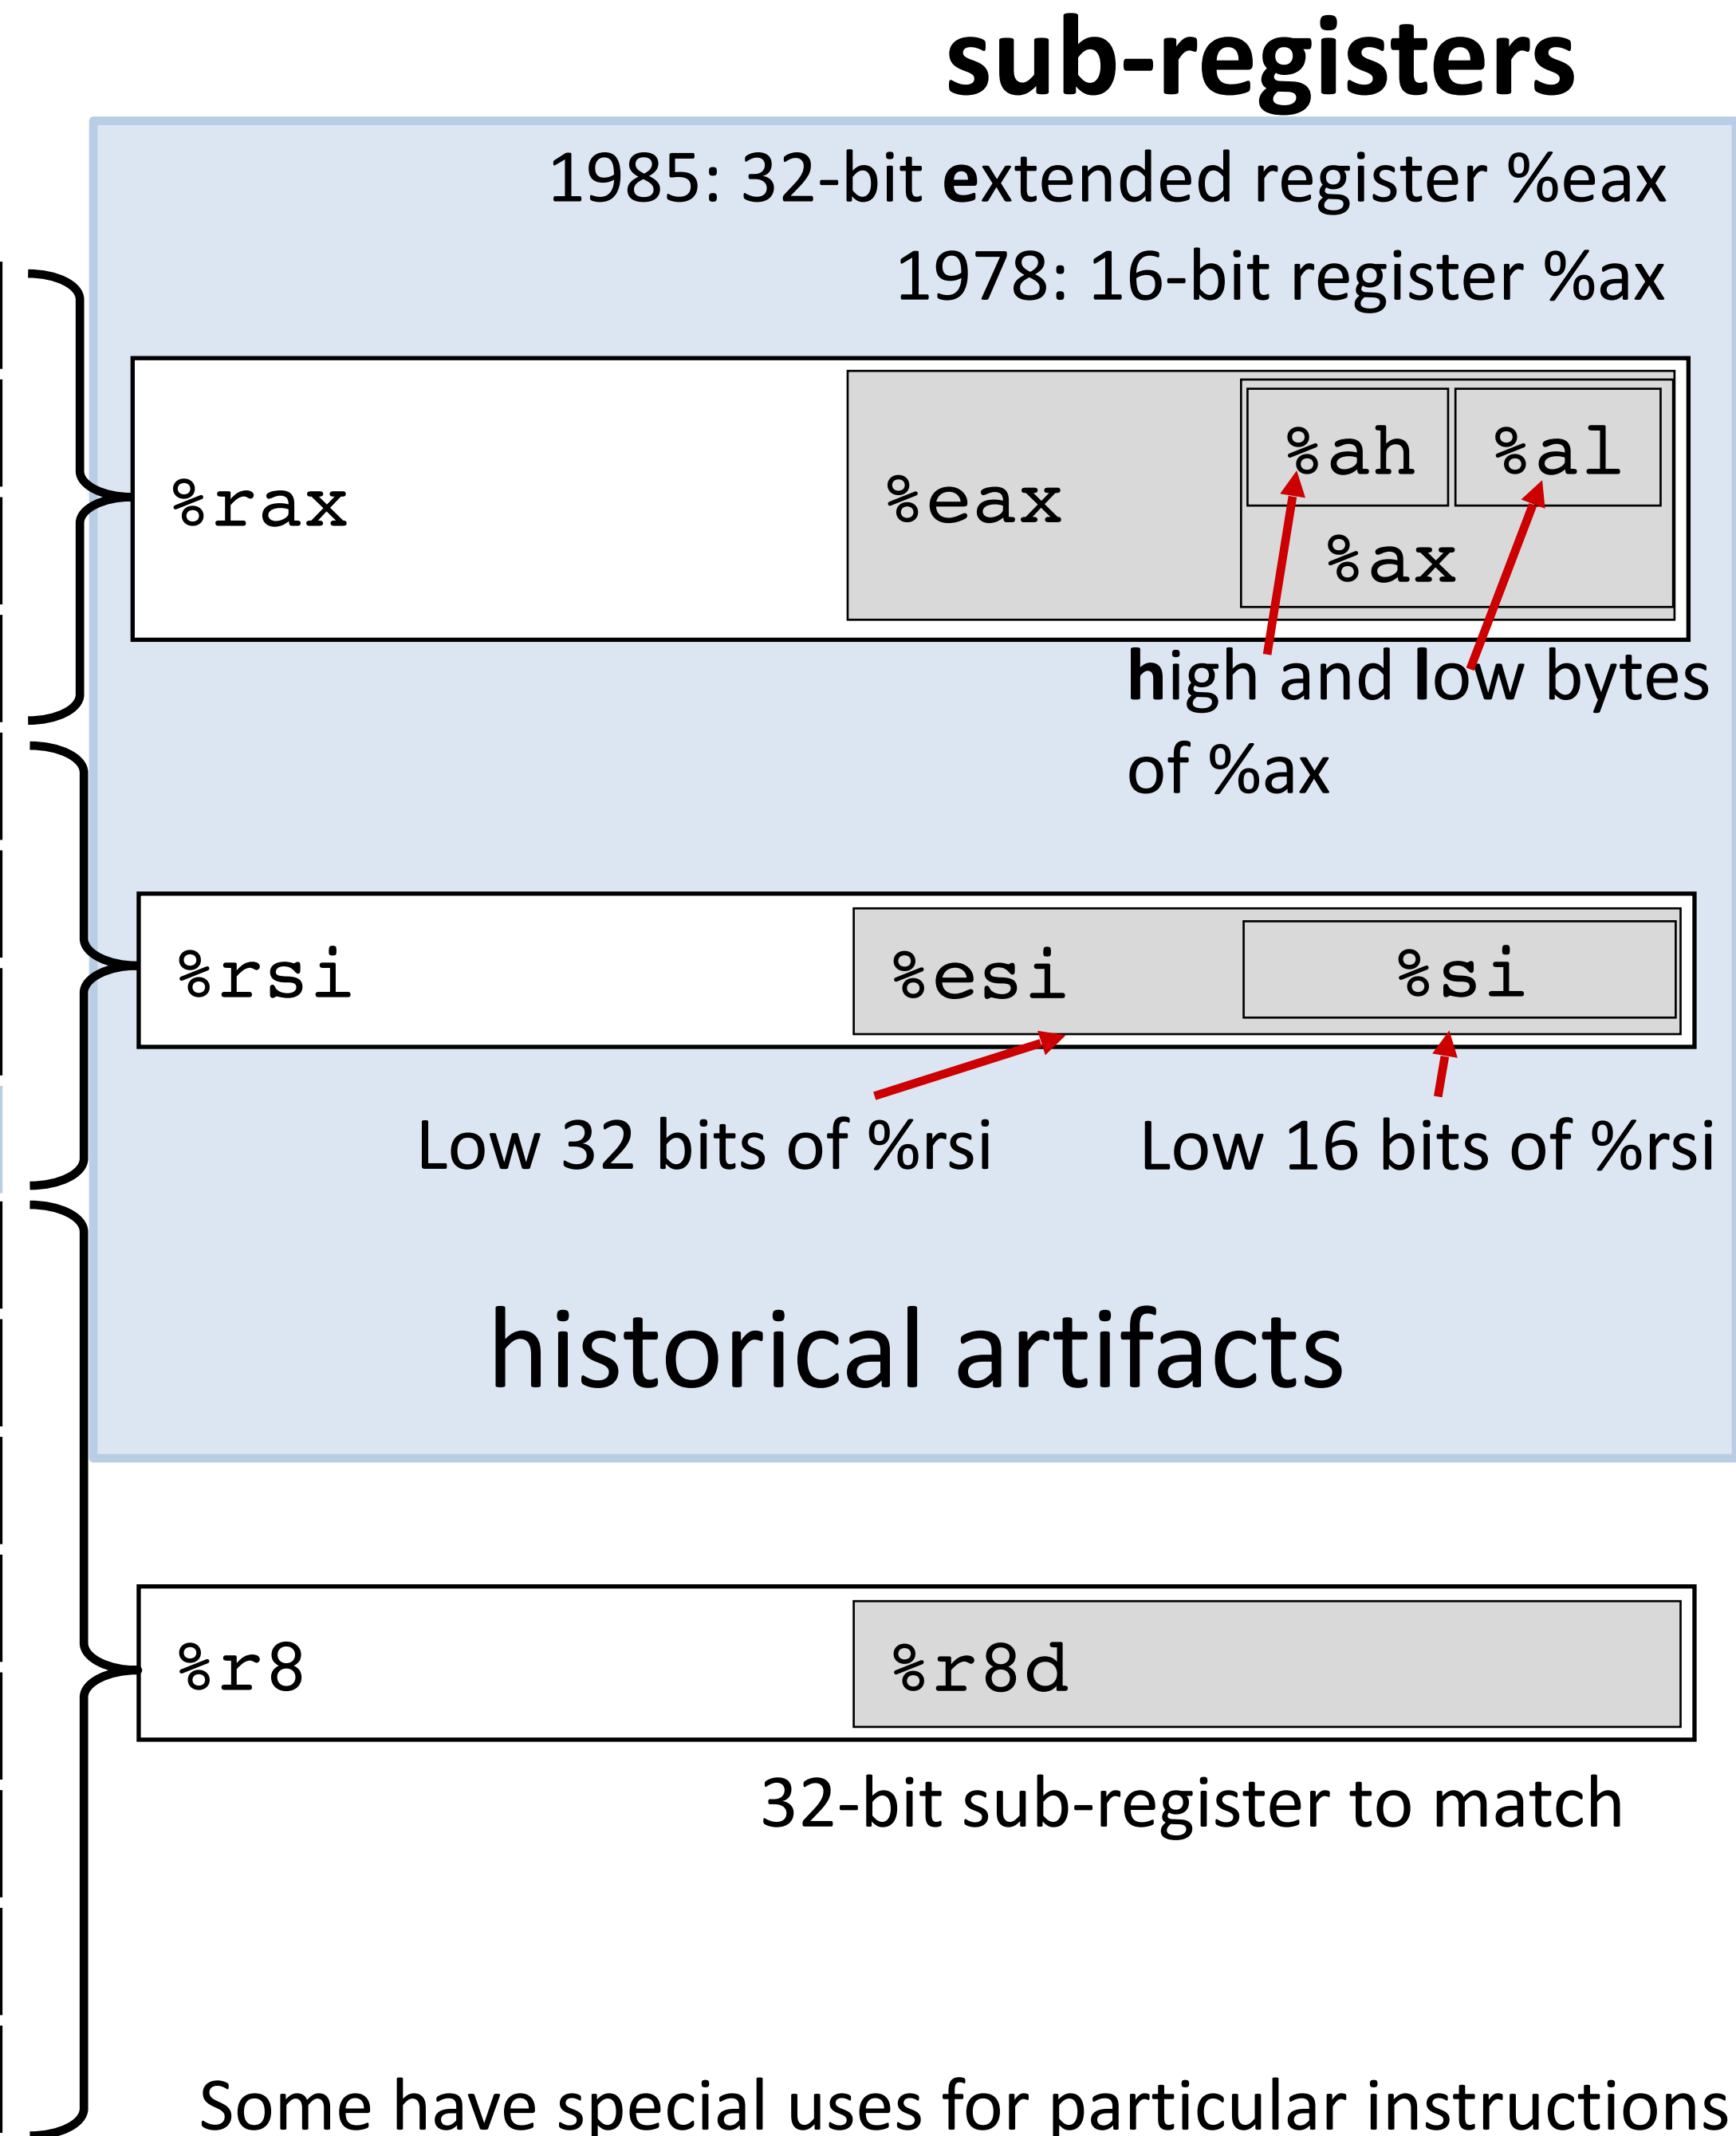 sub-registers
1985: 32-bit extended register %eax
1978: 16-bit register %ax
%rax
%eax
%ah
%al
%ax
high and low bytes
of %ax
%rsi
%esi
%si
Low 32 bits of %rsi
Low 16 bits of %rsi
historical artifacts
%r8
%r8d
32-bit sub-register to match
Some have special uses for particular instructions